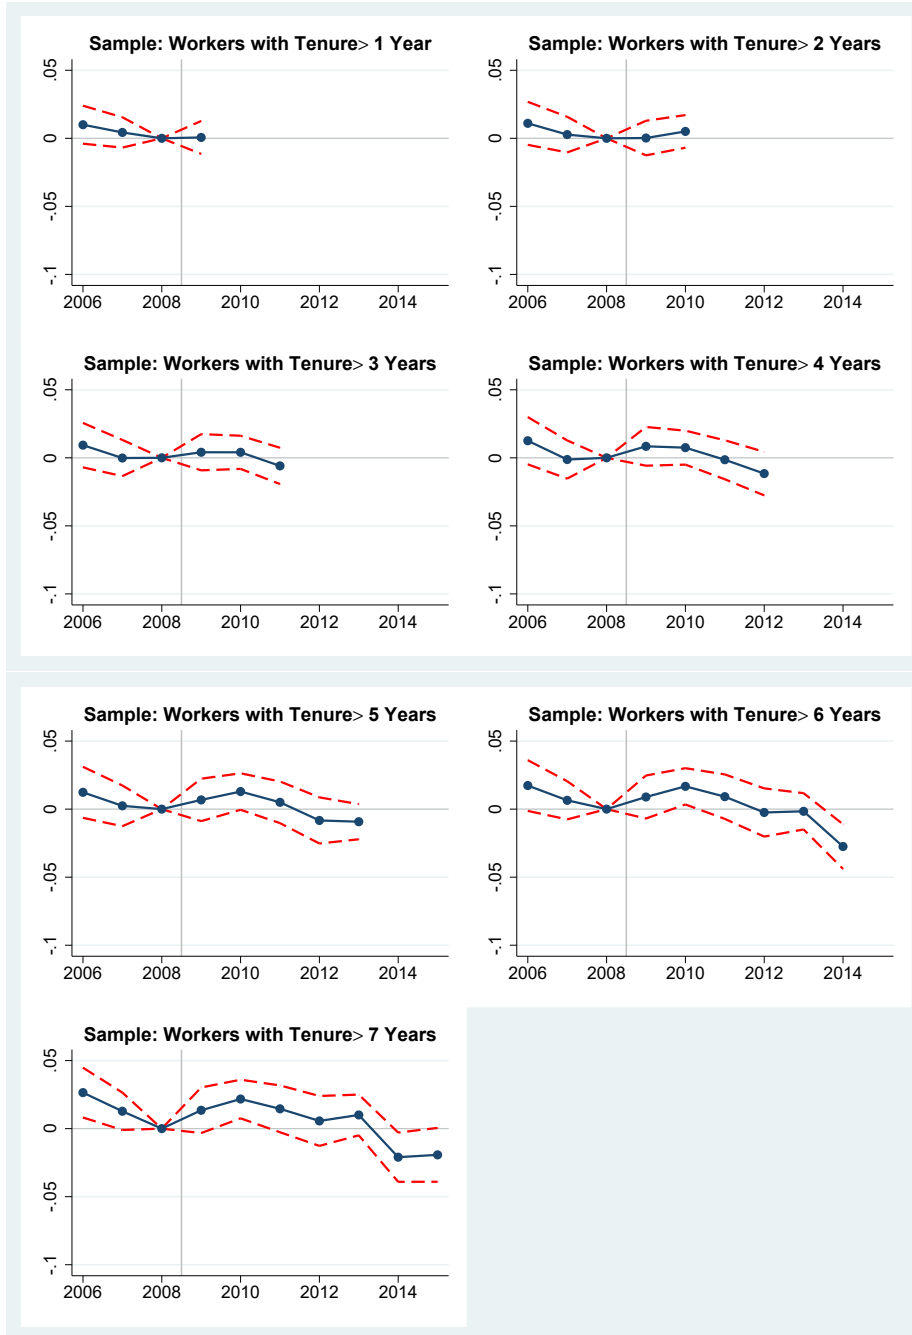 Sample: Workers with Tenure> 1 Year
.05
0
-.05
-.1
2006 2008 2010 2012 2014
Sample: Workers with Tenure> 2 Years
.05
0
-.05
-.1
2006 2008 2010 2012 2014
Sample: Workers with Tenure> 3 Years
.05
0
-.05
-.1
2006 2008 2010 2012 2014
Sample: Workers with Tenure> 4 Years
.05
0
-.05
-.1
2006 2008 2010 2012 2014
Sample: Workers with Tenure> 5 Years
.05
0
-.05
-.1
2006 2008 2010 2012 2014
Sample: Workers with Tenure> 6 Years
.05
0
-.05
-.1
2006 2008 2010 2012 2014
Sample: Workers with Tenure> 7 Years
.05
0
-.05
-.1
2006 2008 2010 2012 2014